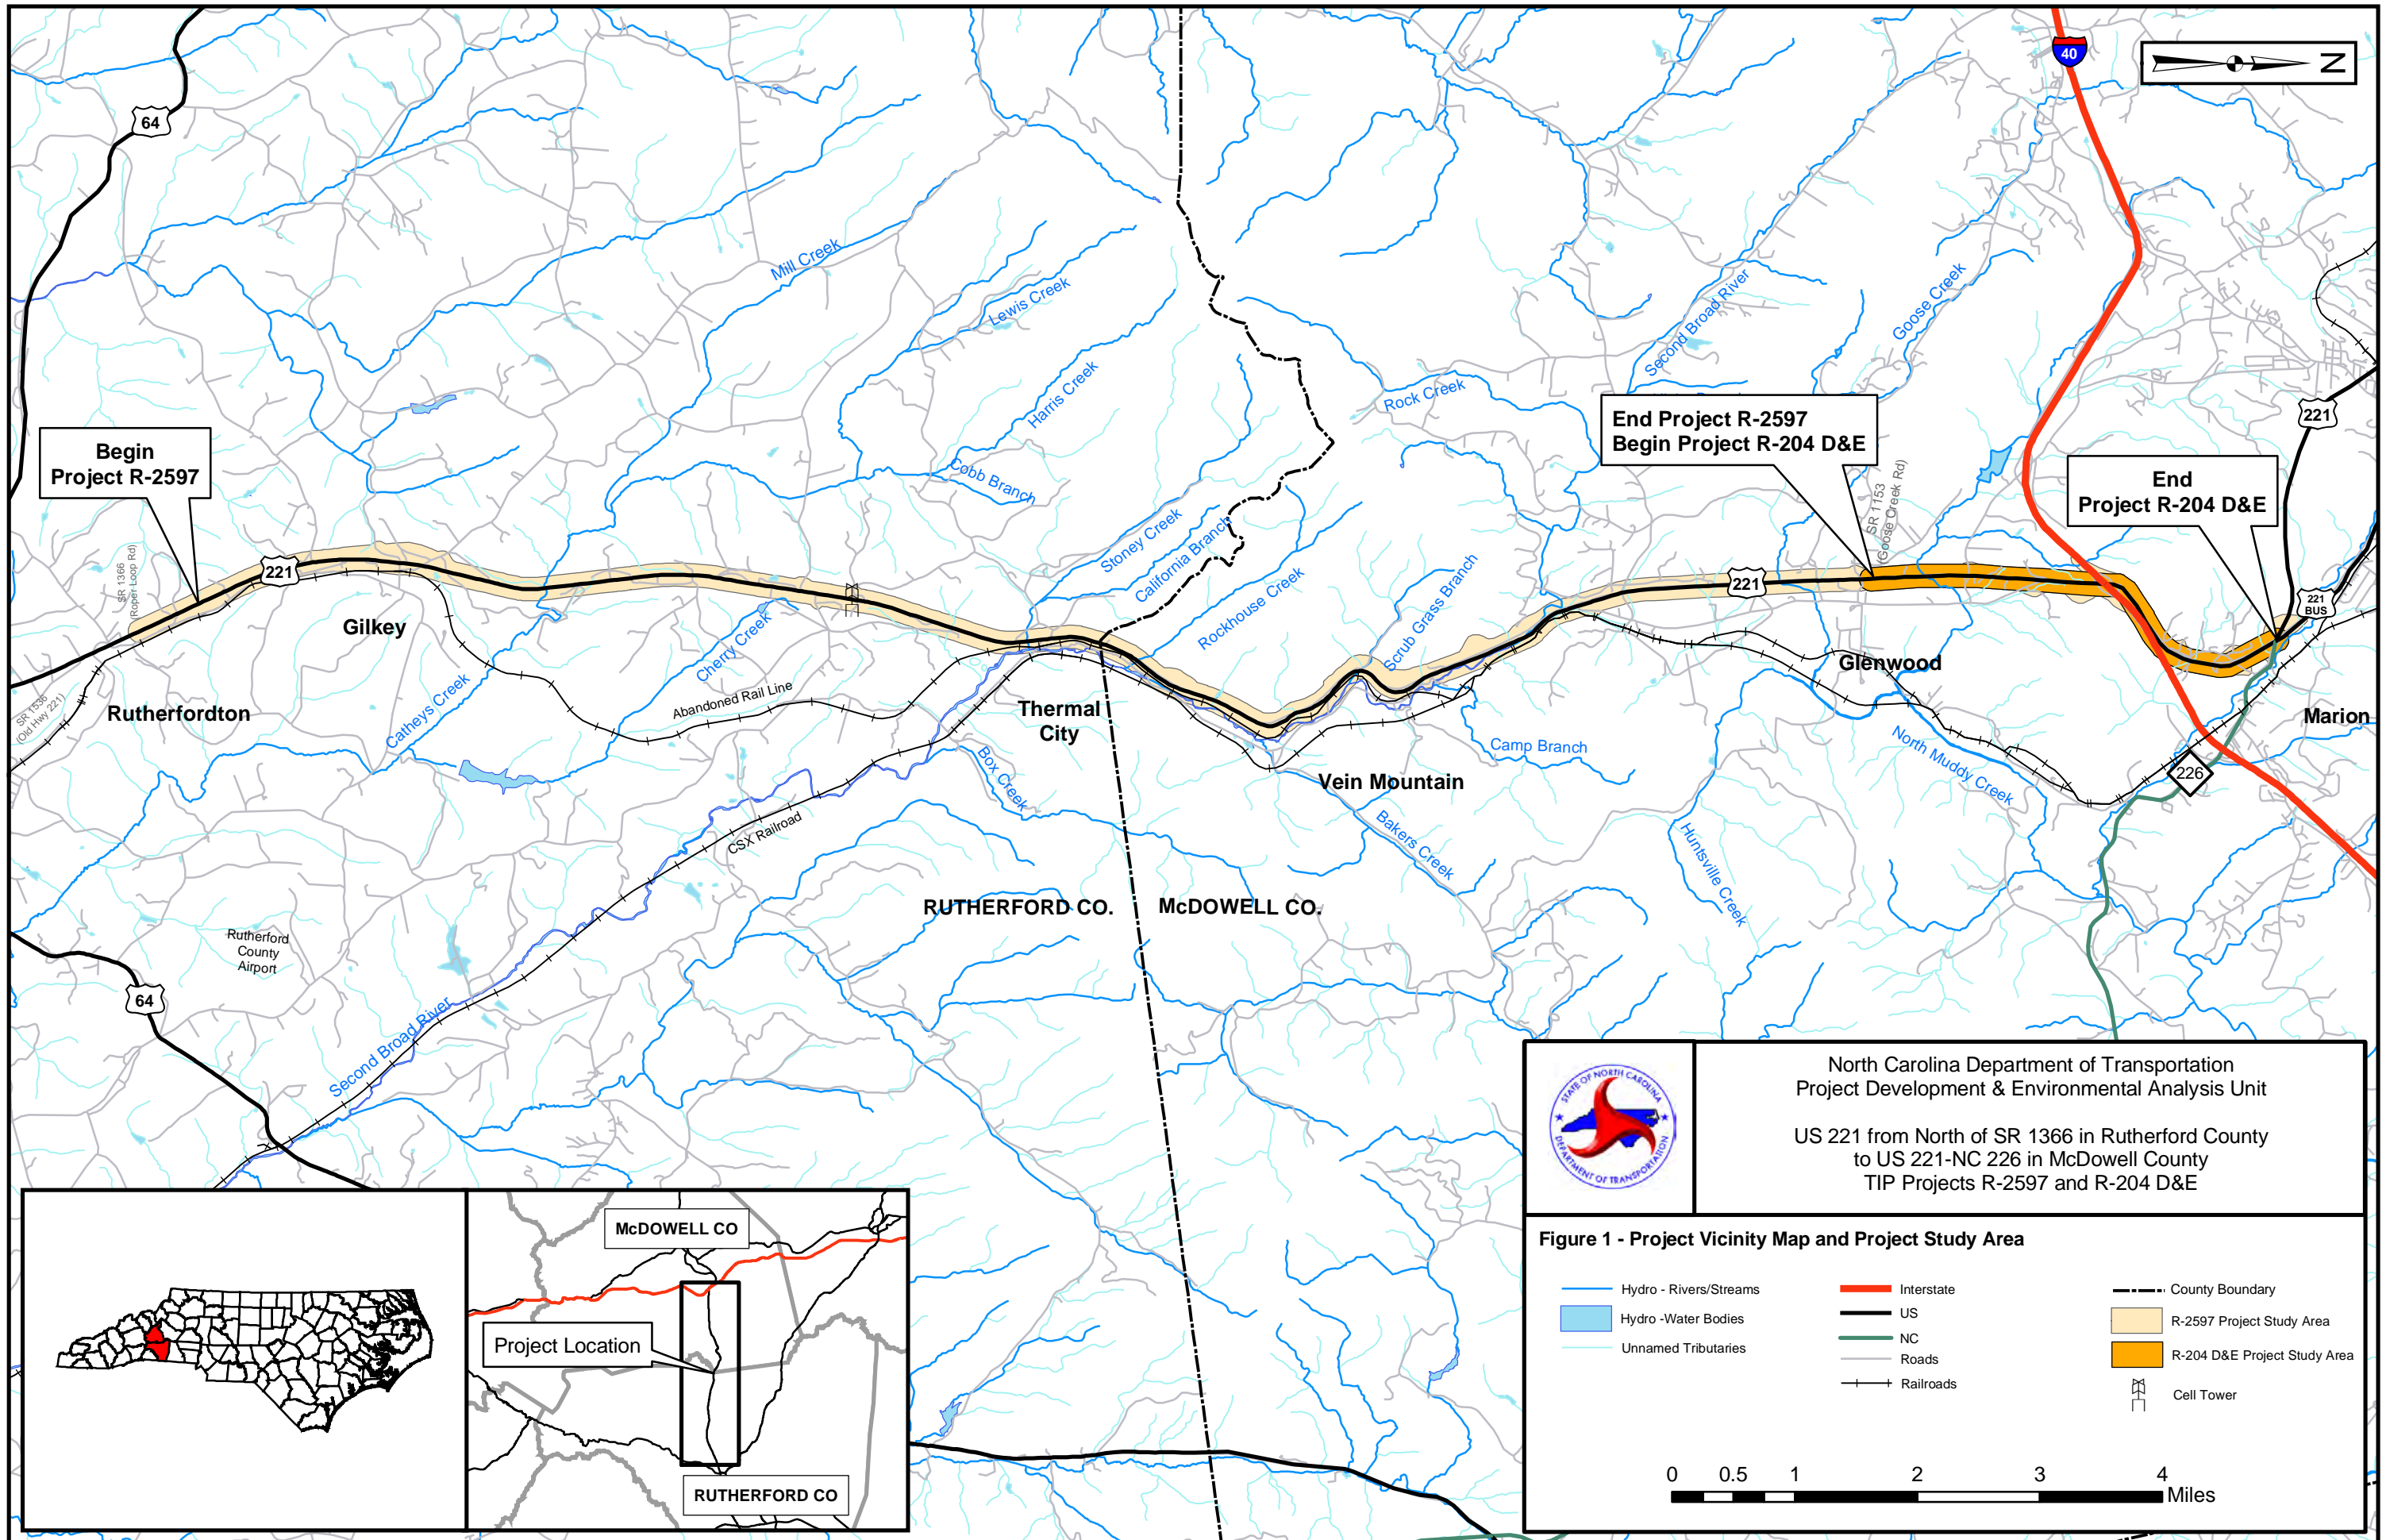 40
N
64
Mill Creek
Lewis Creek
Second Broad River
Goose Creek
Harris Creek
Rock Creek
221
Begin
Project R-2597
End Project R-2597
Begin Project R-204 D&E
End
Project R-204 D&E
Cobb Branch
SR 1153
(Goose Creek Rd)
Stoney Creek
California Branch
SR 1366
(Roper Loop Rd)
221
221
221
BUS
Rockhouse Creek
Scrub Grass Branch
Gilkey
Cherry Creek
Glenwood
SR 1536
(Old Hwy 221)
Rutherfordton
Catheys Creek
Abandoned Rail Line
Thermal
City
Marion
Camp Branch
North Muddy Creek
Box Creek
Vein Mountain
226
CSX Railroad
Bakers Creek
Huntsville Creek
RUTHERFORD CO.
McDOWELL CO.
Rutherford
County
Airport
64
Second Broad River
STATE OF NORTH CAROLINA
DEPARTMENT OF TRANSPORTATION
North Carolina Department of Transportation
Project Development & Environmental Analysis Unit
US 221 from North of SR 1366 in Rutherford County
to US 221-NC 226 in McDowell County
TIP Projects R-2597 and R-204 D&E
McDOWELL CO
Project Location
RUTHERFORD CO
Figure 1 - Project Vicinity Map and Project Study Area
Hydro - Rivers/Streams
Hydro -Water Bodies
Unnamed Tributaries
Interstate
US
NC
Roads
Railroads
County Boundary
R-2597 Project Study Area
R-204 D&E Project Study Area
Cell Tower
0 0.5 1 2 3 4
Miles